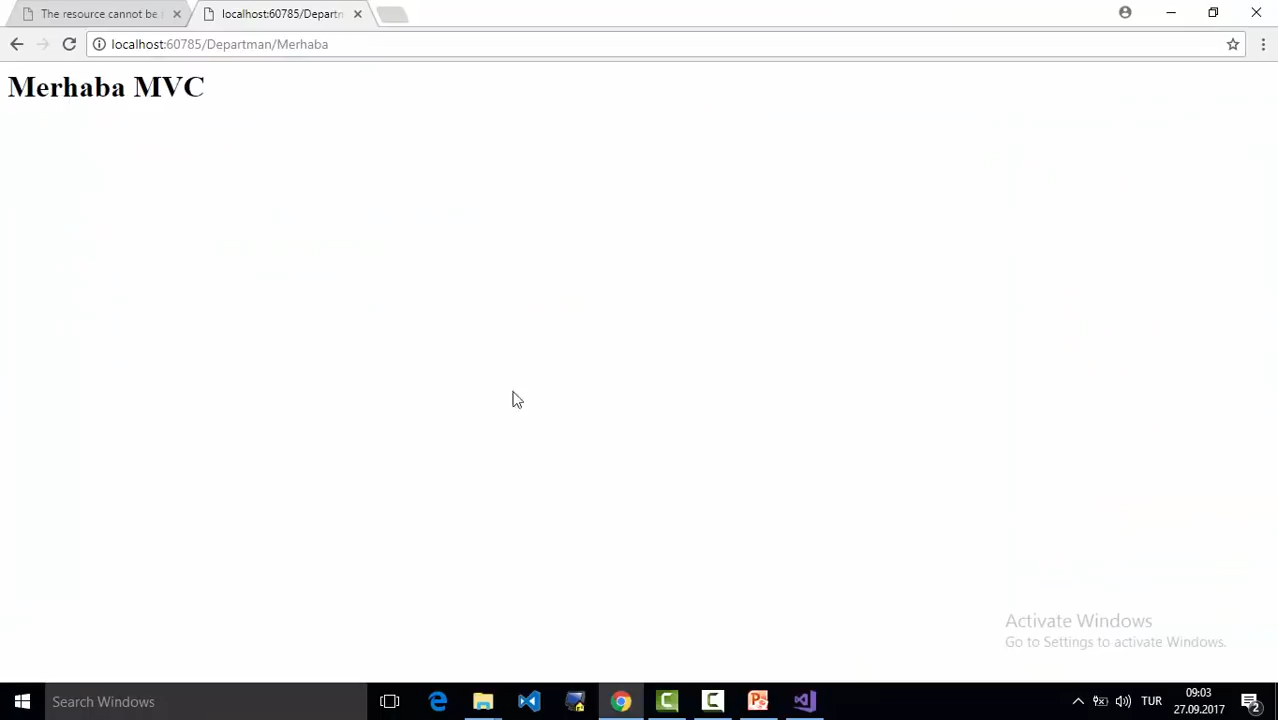 The resource cannot be
localhost:60785/Departm
localhost:60785/Departman/Merhaba
Merhaba MVC
Activate Windows
Go to Settings to activate Windows.
Search Windows
TUR
09:03
27.09.2017
2